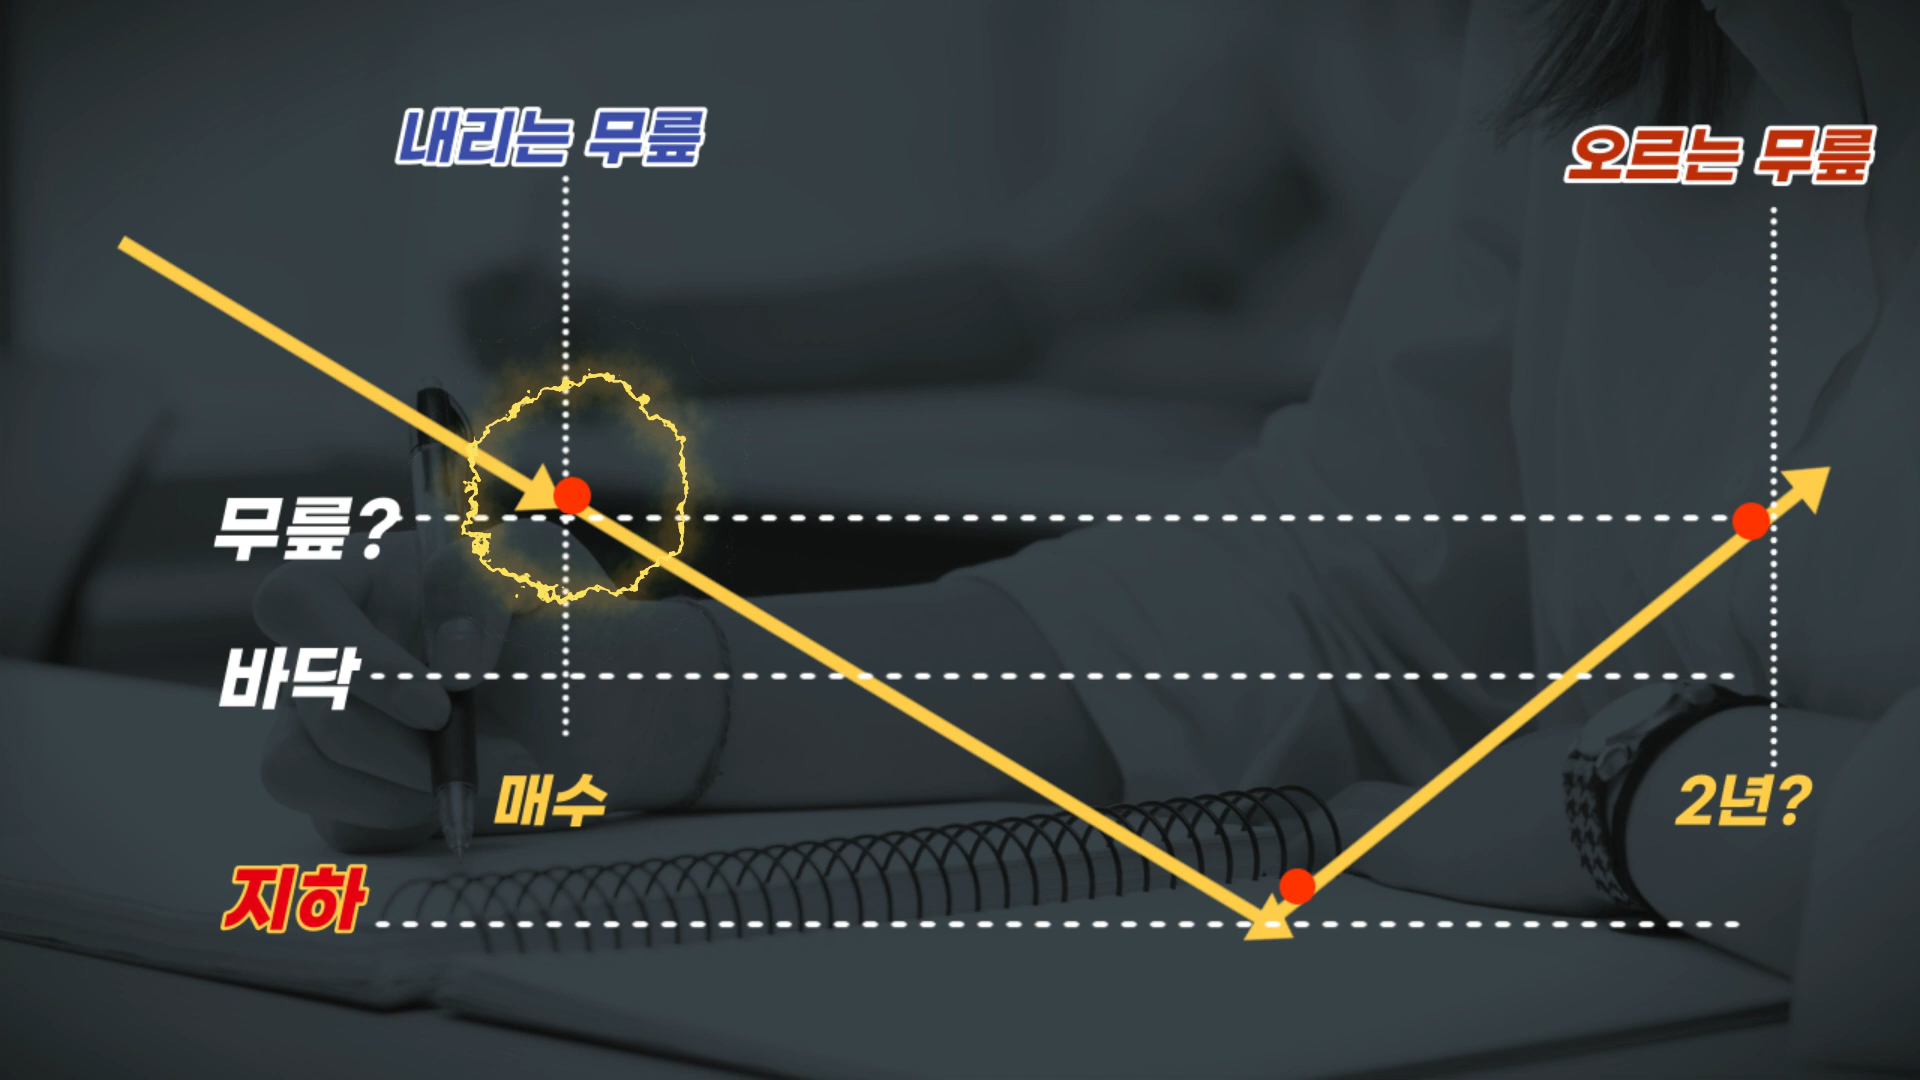 내리는 무릎
오르는 무릎
무릎?
바닥
매수
2년?
지하